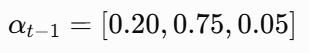 α_{t−1} = [0.20, 0.75, 0.05]